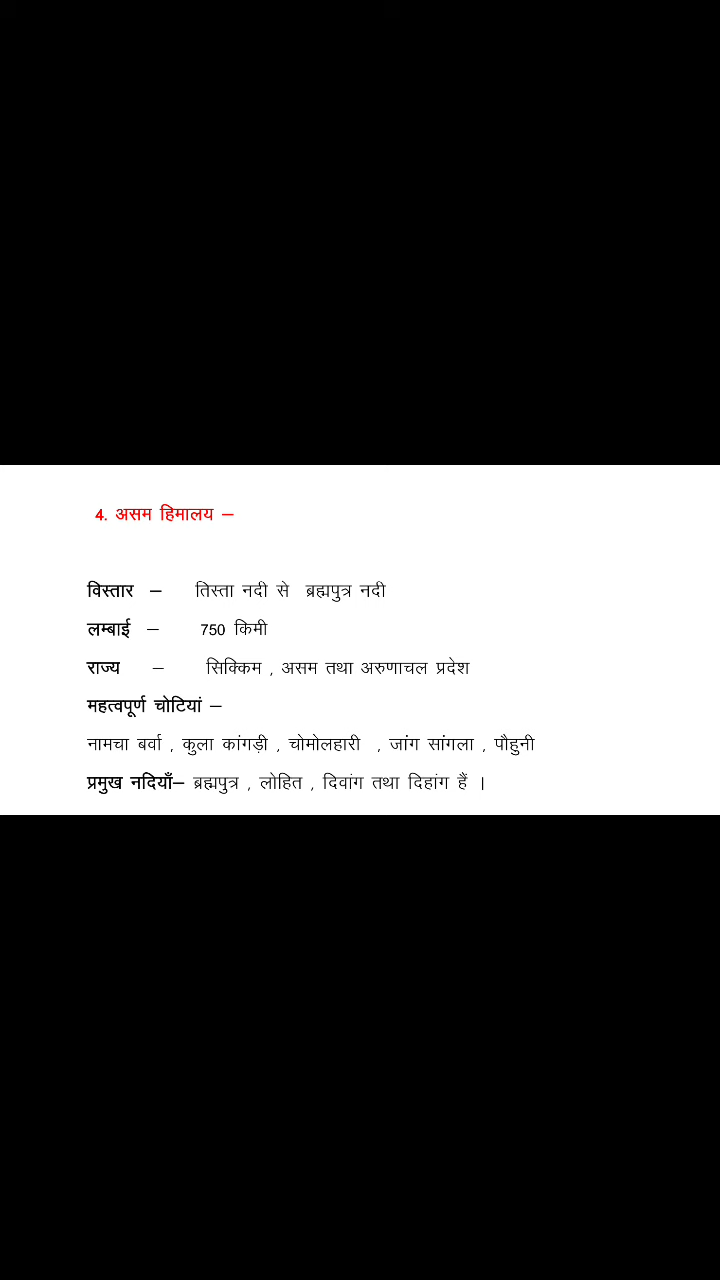 4. असम हिमालय –
विस्तार – तिस्ता नदी से ब्रह्मपुत्र नदी
लम्बाई – 750 किमी
राज्य – सिक्किम , असम तथा अरुणाचल प्रदेश
महत्वपूर्ण चोटियां –
नामचा बर्वा , कुला कांगड़ी , चोमोलहारी , जांग सांगला , पौहुनी
प्रमुख नदियाँ– ब्रह्मपुत्र , लोहित , दिवांग तथा दिहांग हैं ।